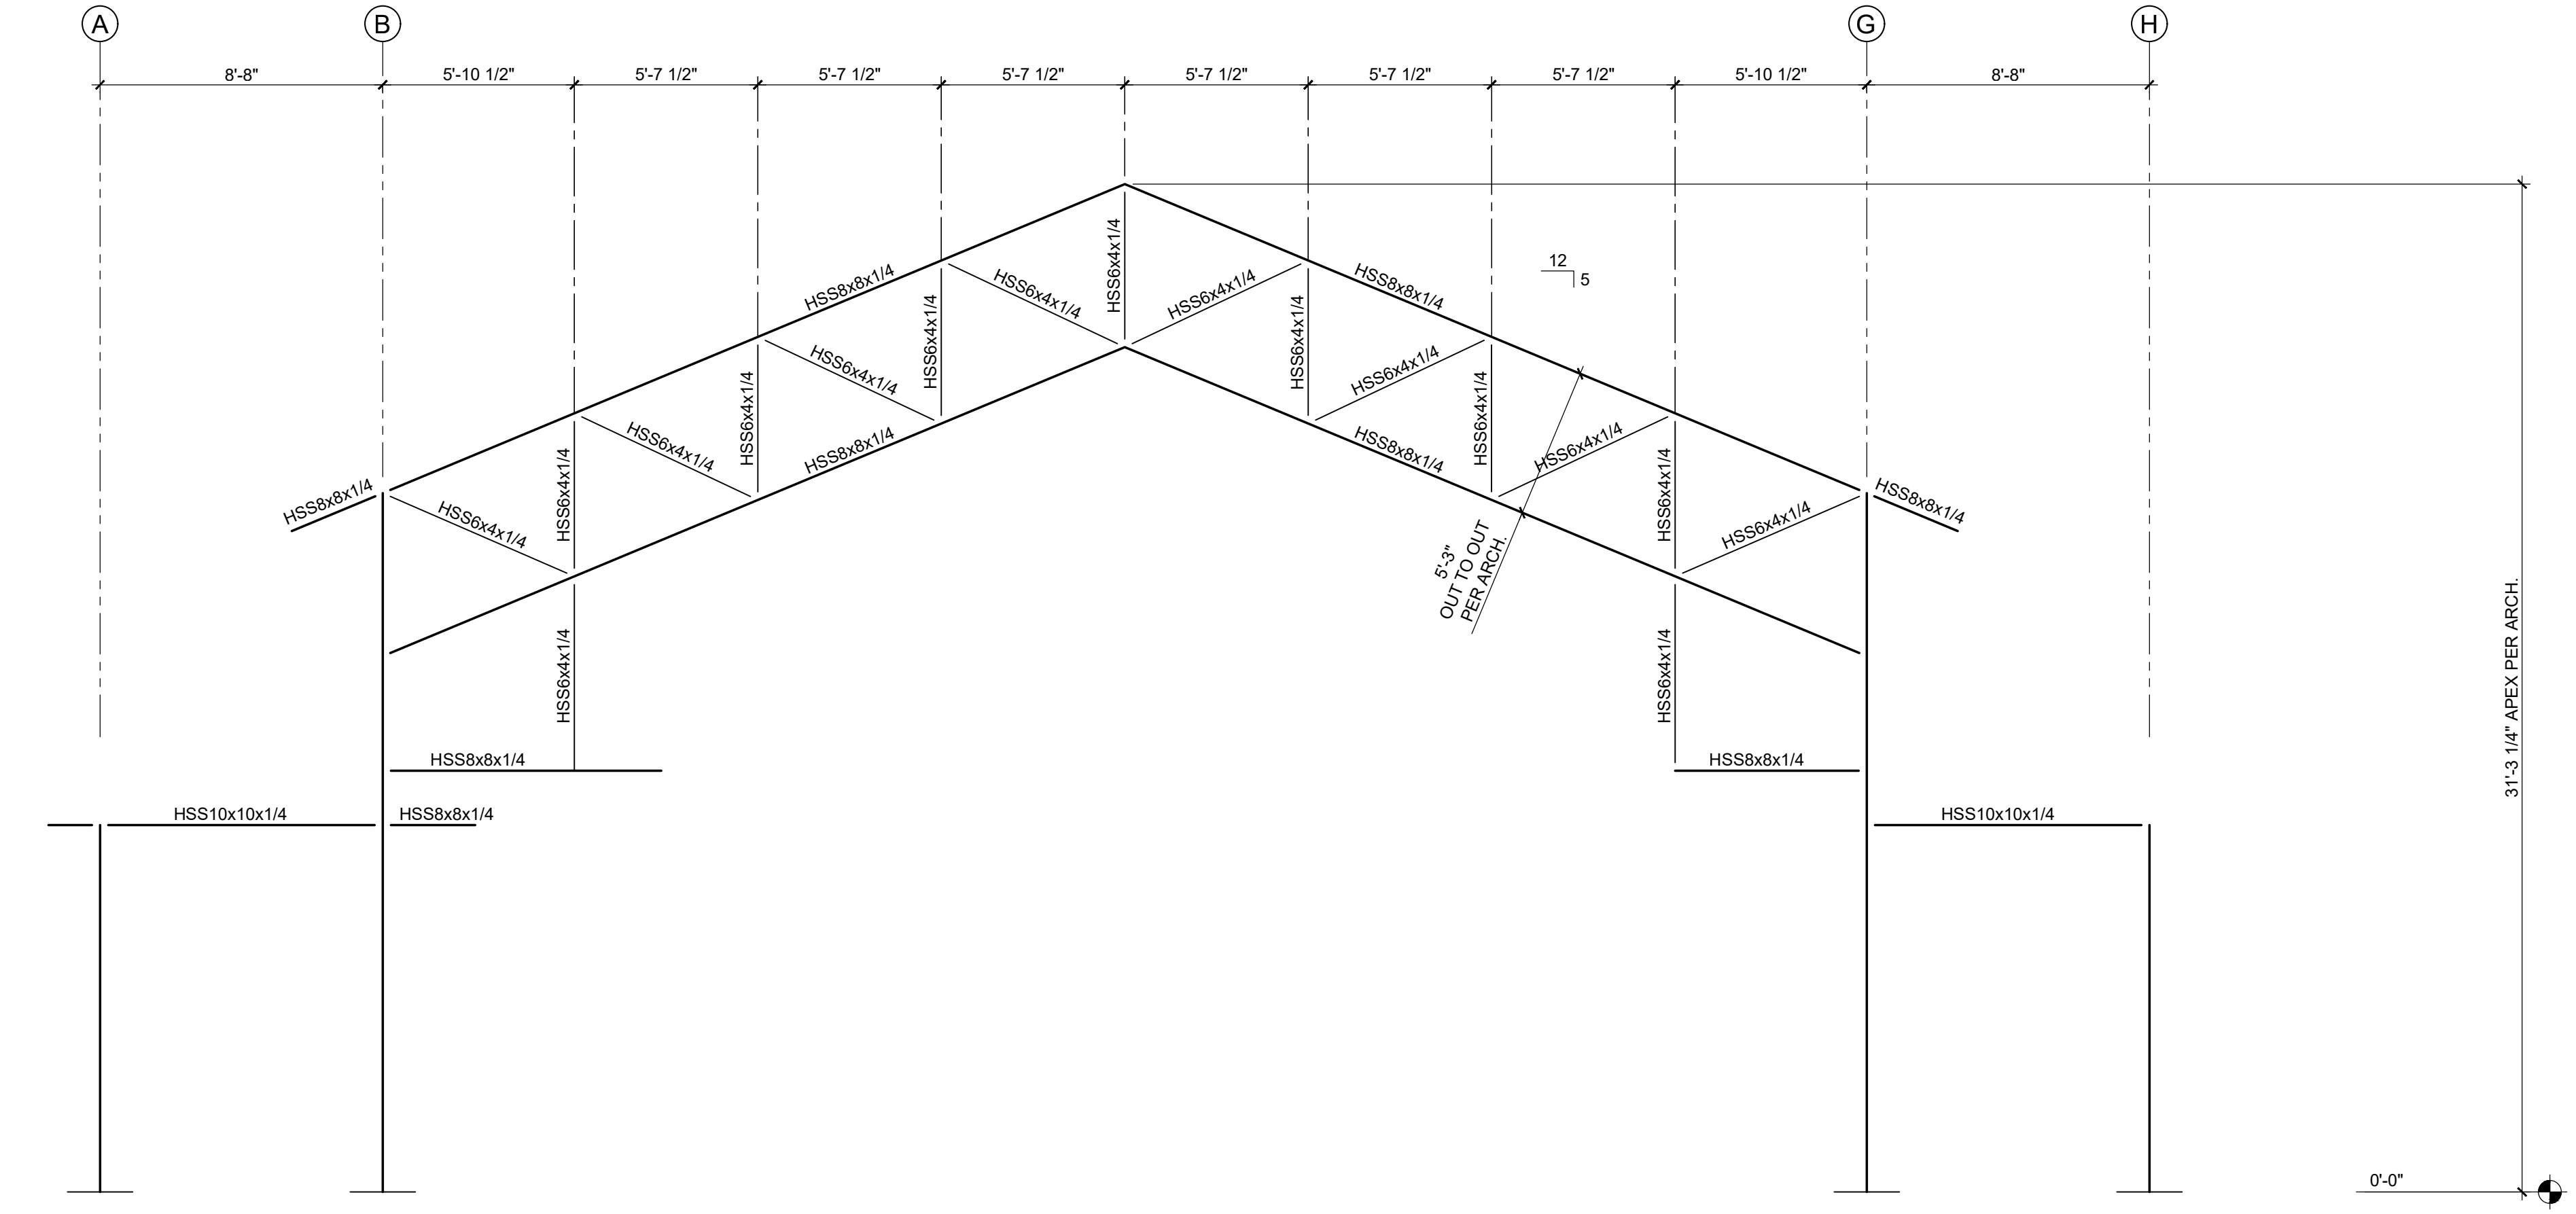 A
B
G
H
8'-8"
5'-10 1/2"
5'-7 1/2"
5'-7 1/2"
5'-7 1/2"
5'-7 1/2"
5'-7 1/2"
5'-7 1/2"
5'-10 1/2"
8'-8"
HSS6x4x1/4
12
5
HSS8x8x1/4
HSS6x4x1/4
HSS6x4x1/4
HSS8x8x1/4
HSS6x4x1/4
HSS6x4x1/4
HSS6x4x1/4
HSS6x4x1/4
HSS6x4x1/4
HSS6x4x1/4
HSS6x4x1/4
HSS8x8x1/4
HSS8x8x1/4
HSS6x4x1/4
HSS6x4x1/4
HSS8x8x1/4
HSS6x4x1/4
HSS6x4x1/4
HSS6x4x1/4
HSS6x4x1/4
HSS8x8x1/4
5'-3"
OUT TO OUT
PER ARCH.
HSS6x4x1/4
HSS6x4x1/4
31'-3 1/4" APEX PER ARCH.
HSS8x8x1/4
HSS8x8x1/4
HSS10x10x1/4
HSS8x8x1/4
HSS10x10x1/4
0'-0"